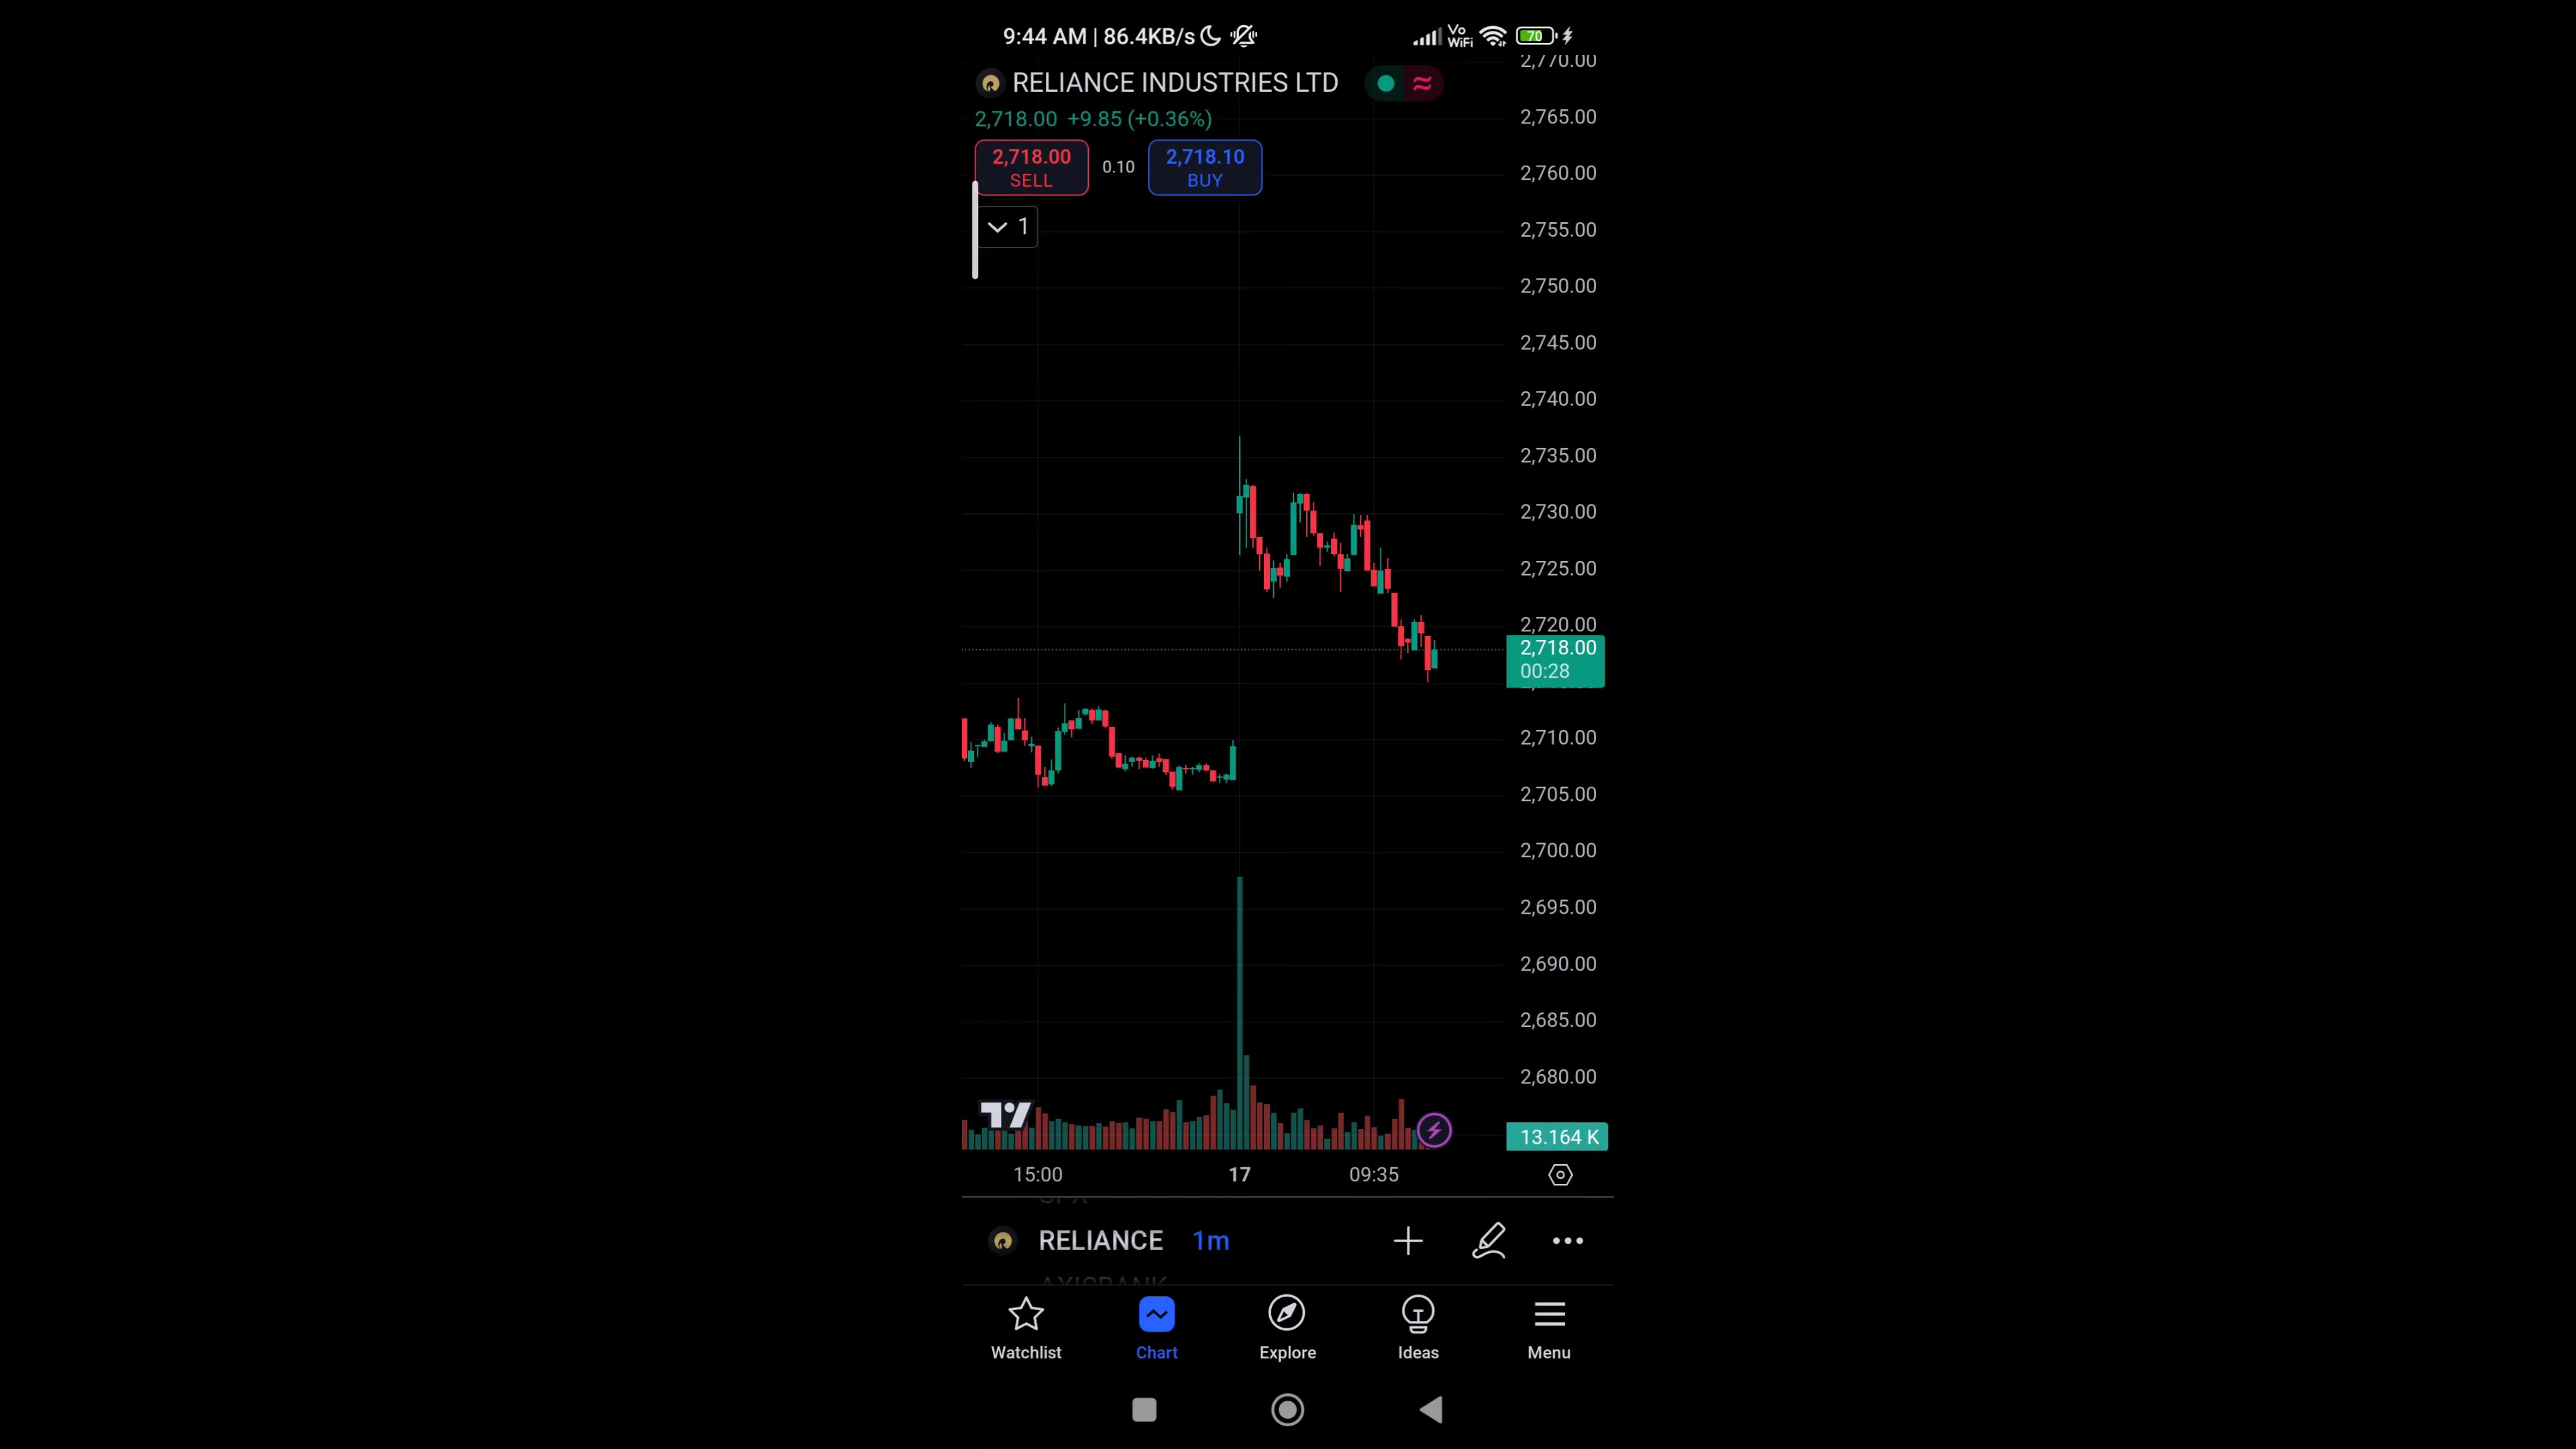 9:44 AM | 86.4KB/s
Vo
WiFi
70
2,770.00
RELIANCE INDUSTRIES LTD
2,718.00 +9.85 (+0.36%)
2,718.00
SELL
0.10
2,718.10
BUY
1
2,765.00
2,760.00
2,755.00
2,750.00
2,745.00
2,740.00
2,735.00
2,730.00
2,725.00
2,720.00
2,718.00
00:28
2,710.00
2,705.00
2,700.00
2,695.00
2,690.00
2,685.00
2,680.00
13.164 K
15:00 17 09:35
RELIANCE 1m
AXISBANK
Watchlist Chart Explore Ideas Menu